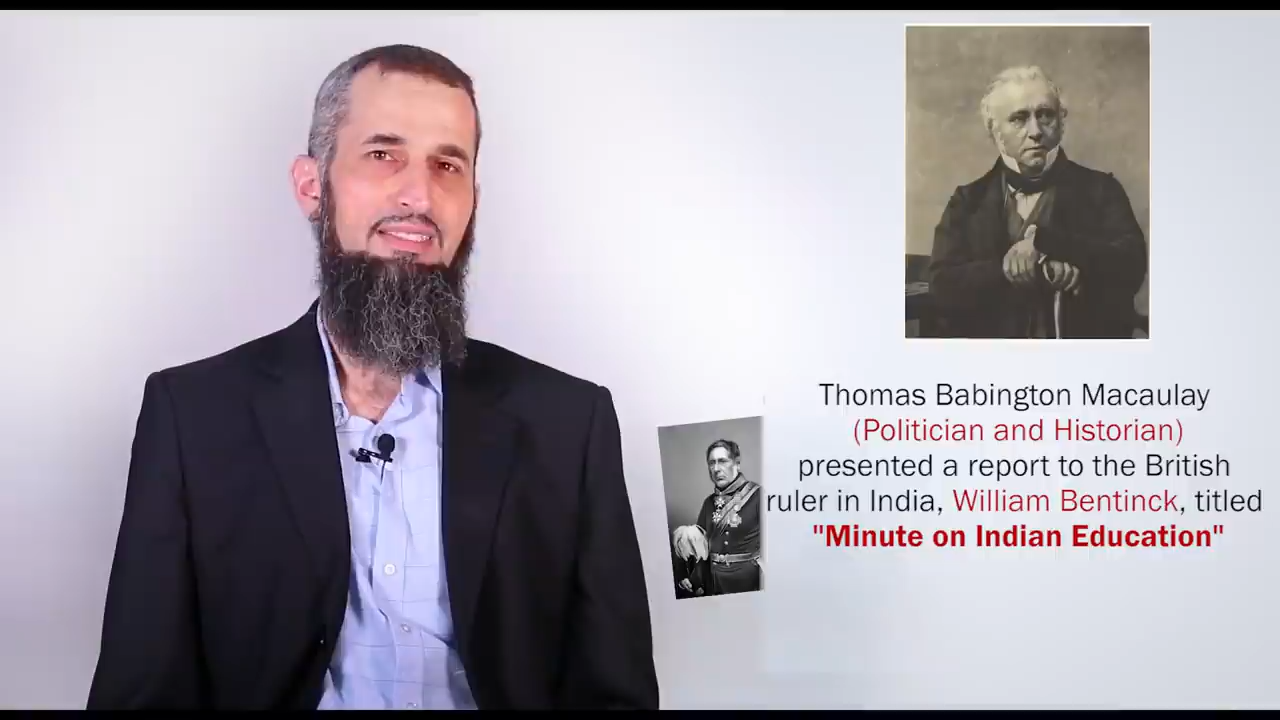 Thomas Babington Macaulay
(Politician and Historian)
presented a report to the British
ruler in India, William Bentinck, titled
"Minute on Indian Education"